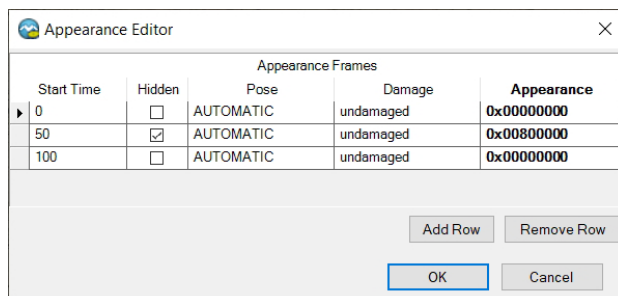 Appearance Editor
Appearance Frames
Start Time Hidden Pose Damage Appearance
0 AUTOMATIC undamaged 0x00000000
50 AUTOMATIC undamaged 0x00800000
100 AUTOMATIC undamaged 0x00000000
Add Row Remove Row
OK Cancel